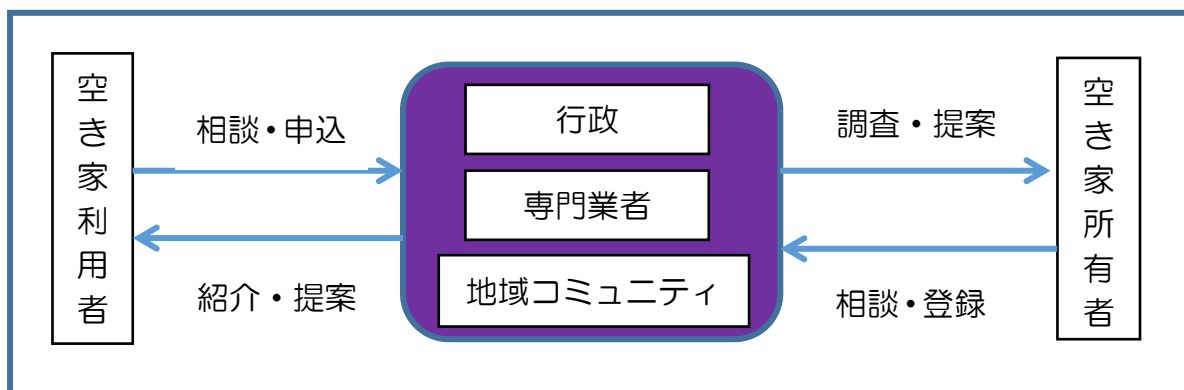 空き家利用者
相談・申込
紹介・提案
行政
専門業者
地域コミュニティ
調査・提案
相談・登録
空き家所有者